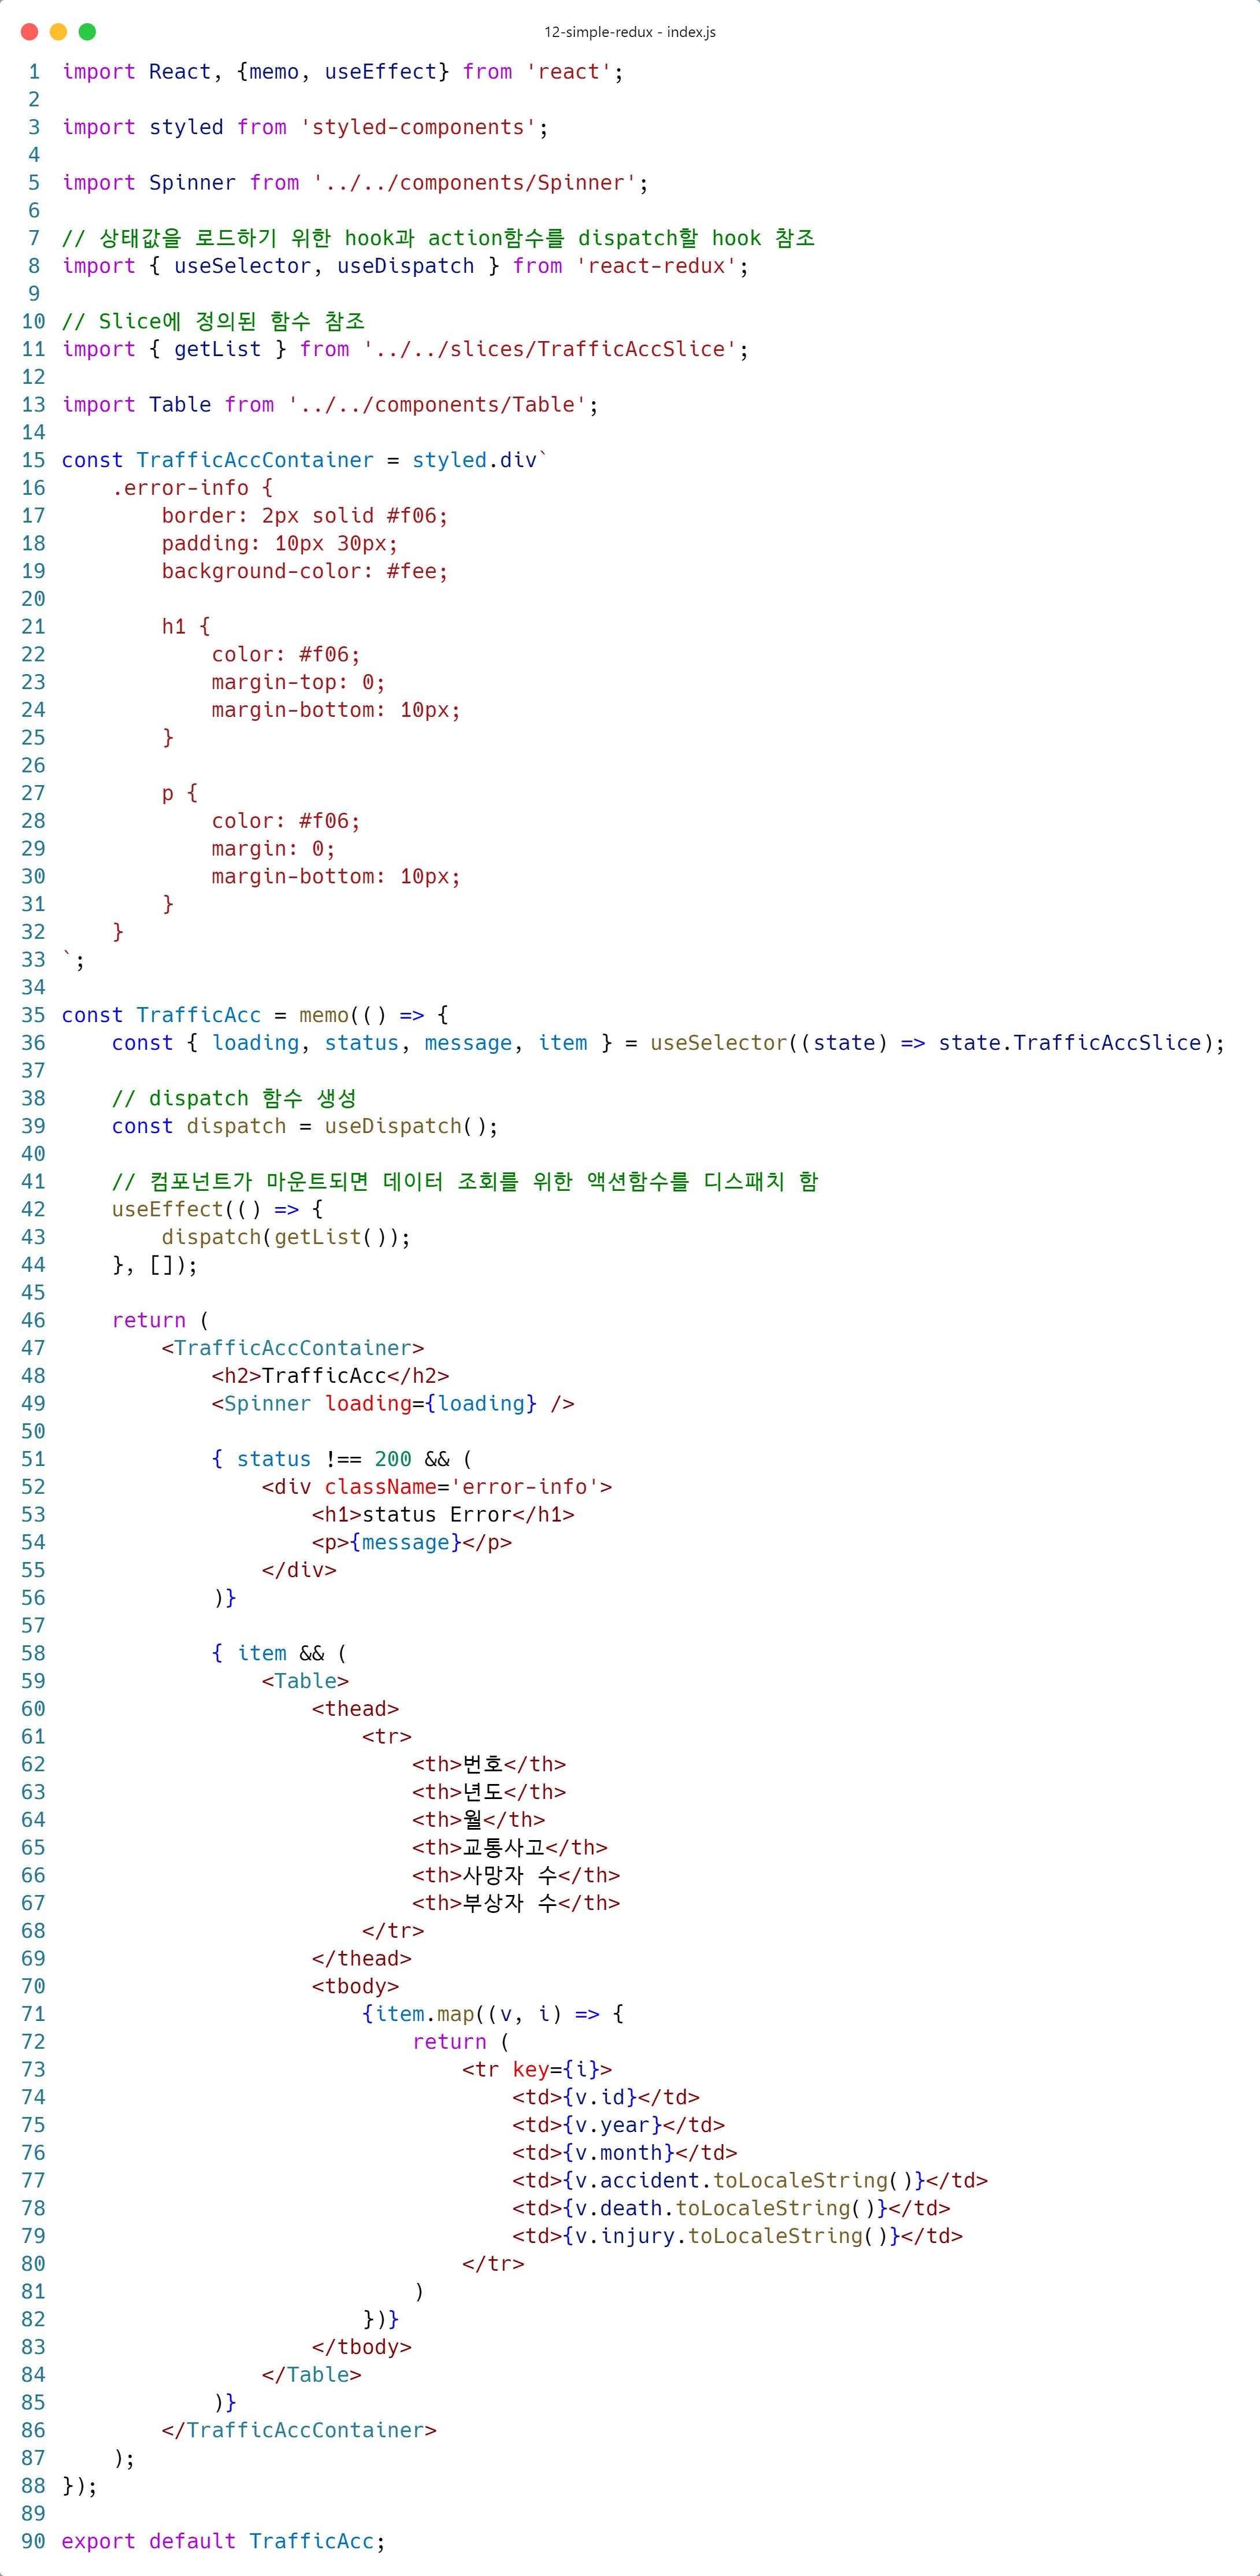 12-simple-redux - index.js
1 import React, {memo, useEffect} from 'react';
2
3 import styled from 'styled-components';
4
5 import Spinner from '../../components/Spinner';
6
7 // 상태값을 로드하기 위한 hook과 action함수를 dispatch할 hook 참조
8 import { useSelector, useDispatch } from 'react-redux';
9
10 // Slice에 정의된 함수 참조
11 import { getList } from '../../slices/TrafficAccSlice';
12
13 import Table from '../../components/Table';
14
15 const TrafficAccContainer = styled.div`
16     .error-info {
17         border: 2px solid #f06;
18         padding: 10px 30px;
19         background-color: #fee;
20
21         h1 {
22             color: #f06;
23             margin-top: 0;
24             margin-bottom: 10px;
25         }
26
27         p {
28             color: #f06;
29             margin: 0;
30             margin-bottom: 10px;
31         }
32     }
33 `;
34
35 const TrafficAcc = memo(() => {
36     const { loading, status, message, item } = useSelector((state) => state.TrafficAccSlice);
37
38     // dispatch 함수 생성
39     const dispatch = useDispatch();
40
41     // 컴포넌트가 마운트되면 데이터 조회를 위한 액션함수를 디스패치 함
42     useEffect(() => {
43         dispatch(getList());
44     }, []);
45
46     return (
47         <TrafficAccContainer>
48             <h2>TrafficAcc</h2>
49             <Spinner loading={loading} />
50
51             { status !== 200 && (
52                 <div className='error-info'>
53                     <h1>status Error</h1>
54                     <p>{message}</p>
55                 </div>
56             )}
57
58             { item && (
59                 <Table>
60                     <thead>
61                         <tr>
62                             <th>번호</th>
63                             <th>년도</th>
64                             <th>월</th>
65                             <th>교통사고</th>
66                             <th>사망자 수</th>
67                             <th>부상자 수</th>
68                         </tr>
69                     </thead>
70                     <tbody>
71                         {item.map((v, i) => {
72                             return (
73                                 <tr key={i}>
74                                     <td>{v.id}</td>
75                                     <td>{v.year}</td>
76                                     <td>{v.month}</td>
77                                     <td>{v.accident.toLocaleString()}</td>
78                                     <td>{v.death.toLocaleString()}</td>
79                                     <td>{v.injury.toLocaleString()}</td>
80                                 </tr>
81                             )
82                         })}
83                     </tbody>
84                 </Table>
85             )}
86         </TrafficAccContainer>
87     );
88 });
89
90 export default TrafficAcc;